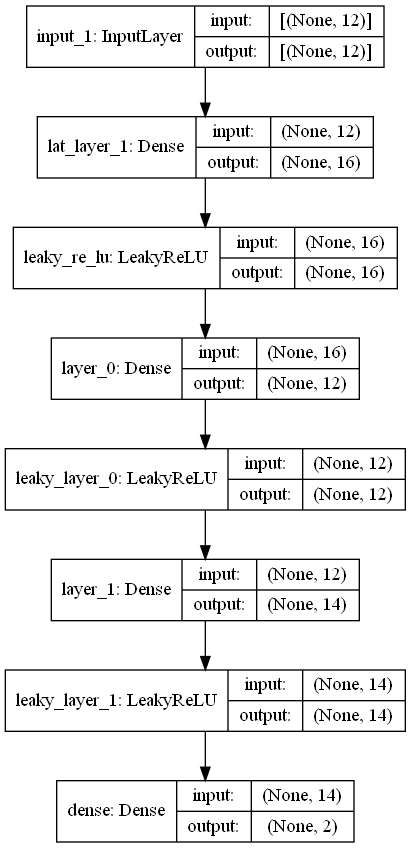 input_1: InputLayer
input: [(None, 12)]
output: [(None, 12)]
lat_layer_1: Dense
input: (None, 12)
output: (None, 16)
leaky_re_lu: LeakyReLU
input: (None, 16)
output: (None, 16)
layer_0: Dense
input: (None, 16)
output: (None, 12)
leaky_layer_0: LeakyReLU
input: (None, 12)
output: (None, 12)
layer_1: Dense
input: (None, 12)
output: (None, 14)
leaky_layer_1: LeakyReLU
input: (None, 14)
output: (None, 14)
dense: Dense
input: (None, 14)
output: (None, 2)